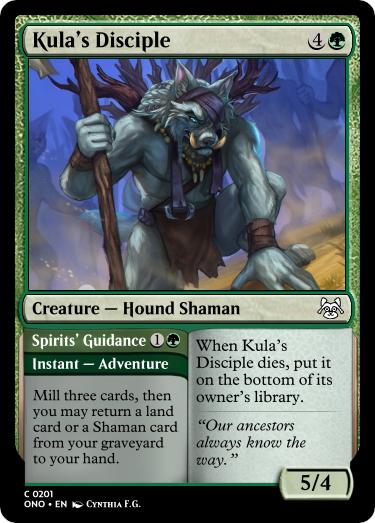 Kula's Disciple 4
Creature — Hound Shaman
Spirits' Guidance 1
Instant — Adventure
Mill three cards, then
you may return a land
card or a Shaman card
from your graveyard
to your hand.
When Kula's
Disciple dies, put it
on the bottom of its
owner's library.
"Our ancestors
always know the
way."
5/4
C 0201
ONO • EN Cynthia F.G.